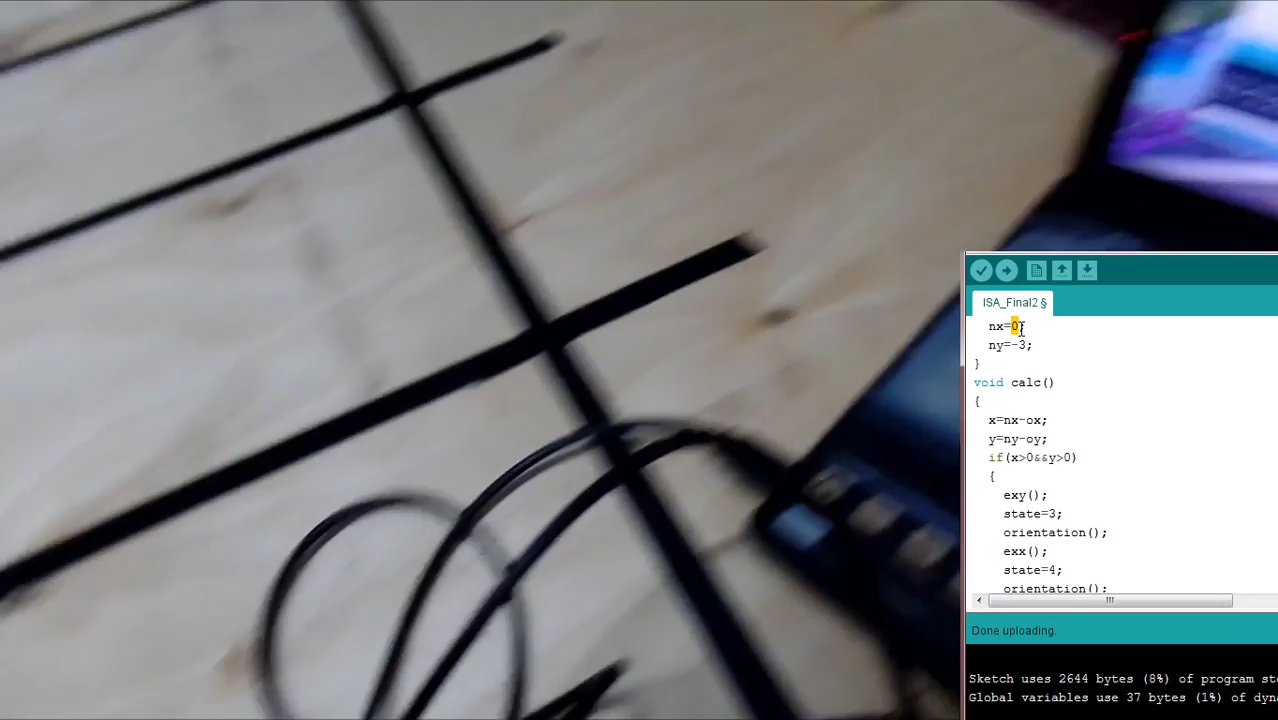 ISA_Final2 §
nx=0;
ny=-3;
}
void calc()
{
x=nx-ox;
y=ny-oy;
if(x>0&&y>0)
{
exy();
state=3;
orientation();
exx();
state=4;
orientation();
Done uploading.
Sketch uses 2644 bytes (8%) of program sto
Global variables use 37 bytes (1%) of dyna